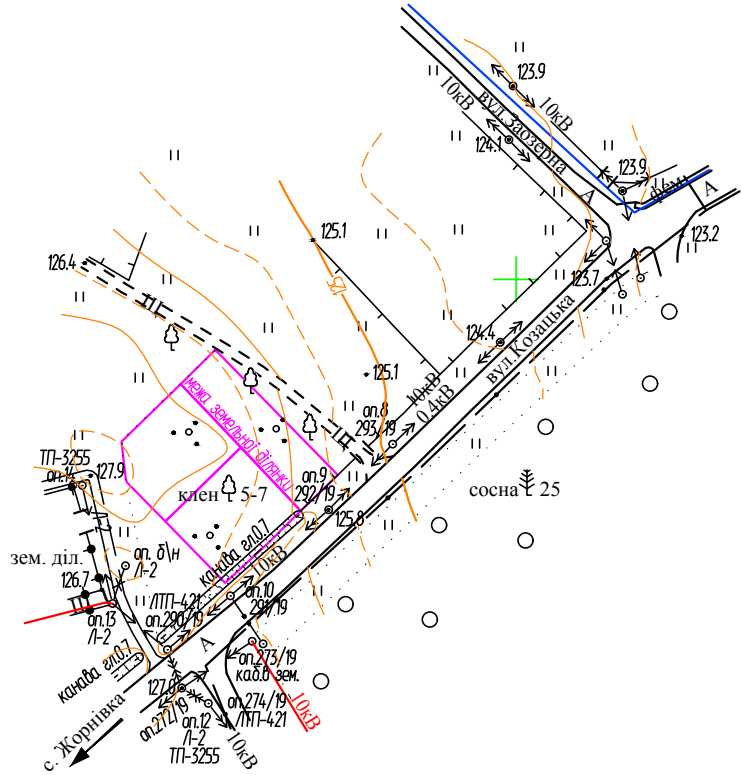 123.9
10кВ
10кВ
вул.Заозерна
124.1
123.9
фем.
А
А
123.2
123.7
125.1
126.4
125
124.4
вул.Козацька
10кВ
0.4кВ
125.1
оп.8
293/19
межа земельної ділянки
оп.9
292/19
клен 5-7
сосна 25
125.8
ТП-3255
оп.14
127.9
Л-2
канава гл.0.7
10кВ
зем. діл.
оп. б\н
Л-2
126.7
оп.13
Л-2
ЛТП-421
оп.290/19
оп.10
291/19
А
канава гл.0.7
оп.273/19
каб.в зем.
127.0
оп.272/19
оп.274/19
ЛТП-421
оп.12
Л-2
ТП-3255
10кВ
10кВ
с. Жорнівка